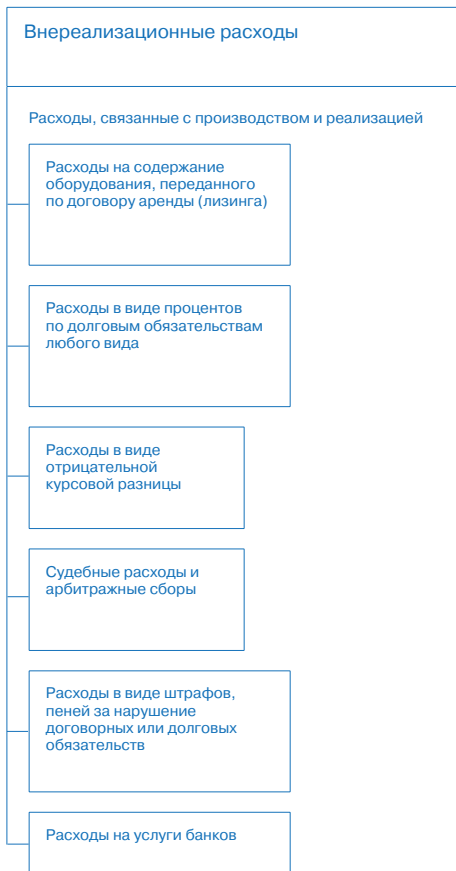 Внереализационные расходы
Расходы, связанные с производством и реализацией
Расходы на содержание
оборудования, переданного
по договору аренды (лизинга)
Расходы в виде процентов
по долговым обязательствам
любого вида
Расходы в виде
отрицательной
курсовой разницы
Судебные расходы и
арбитражные сборы
Расходы в виде штрафов,
пеней за нарушение
договорных или долговых
обязательств
Расходы на услуги банков